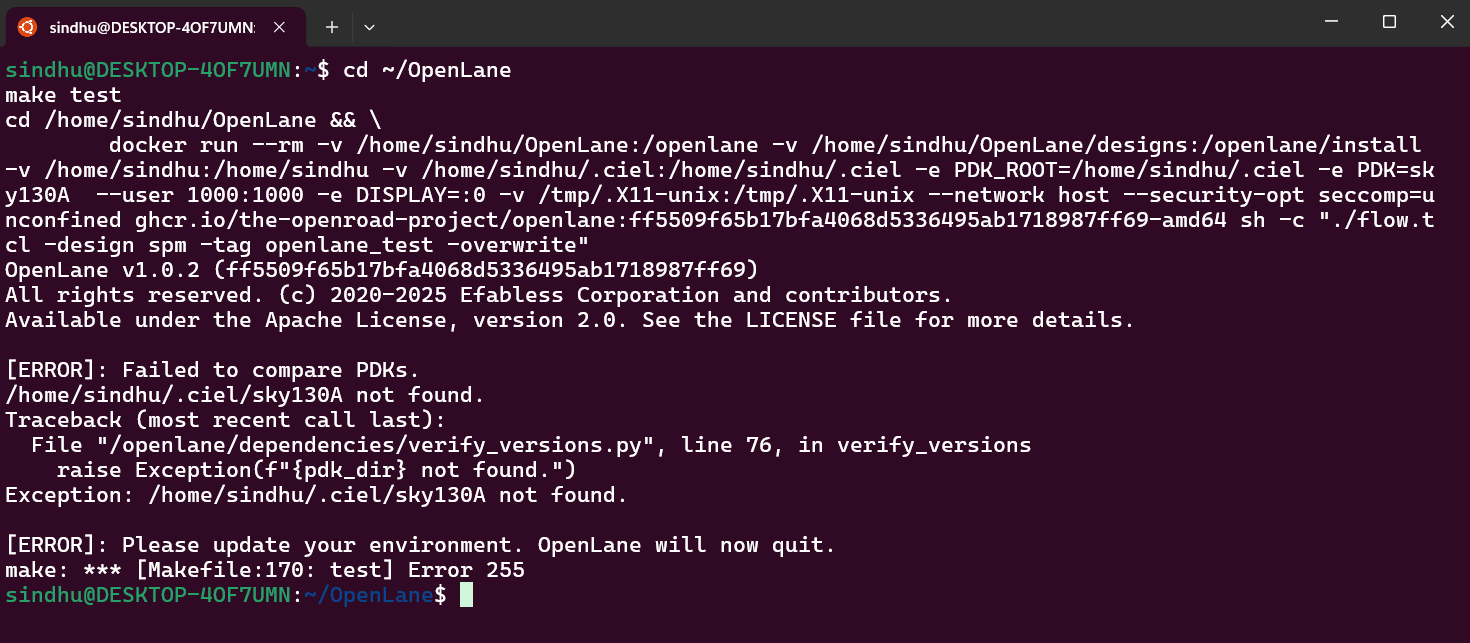 sindhu@DESKTOP-4OF7UMN:
sindhu@DESKTOP-4OF7UMN:~$ cd ~/OpenLane
make test
cd /home/sindhu/OpenLane && \
        docker run --rm -v /home/sindhu/OpenLane:/openlane -v /home/sindhu/OpenLane/designs:/openlane/install
-v /home/sindhu:/home/sindhu -v /home/sindhu/.ciel:/home/sindhu/.ciel -e PDK_ROOT=/home/sindhu/.ciel -e PDK=sk
y130A  --user 1000:1000 -e DISPLAY=:0 -v /tmp/.X11-unix:/tmp/.X11-unix --network host --security-opt seccomp=u
nconfined ghcr.io/the-openroad-project/openlane:ff5509f65b17bfa4068d5336495ab1718987ff69-amd64 sh -c "./flow.t
cl -design spm -tag openlane_test -overwrite"
OpenLane v1.0.2 (ff5509f65b17bfa4068d5336495ab1718987ff69)
All rights reserved. (c) 2020-2025 Efabless Corporation and contributors.
Available under the Apache License, version 2.0. See the LICENSE file for more details.

[ERROR]: Failed to compare PDKs.
/home/sindhu/.ciel/sky130A not found.
Traceback (most recent call last):
  File "/openlane/dependencies/verify_versions.py", line 76, in verify_versions
    raise Exception(f"{pdk_dir} not found.")
Exception: /home/sindhu/.ciel/sky130A not found.

[ERROR]: Please update your environment. OpenLane will now quit.
make: *** [Makefile:170: test] Error 255
sindhu@DESKTOP-4OF7UMN:~/OpenLane$